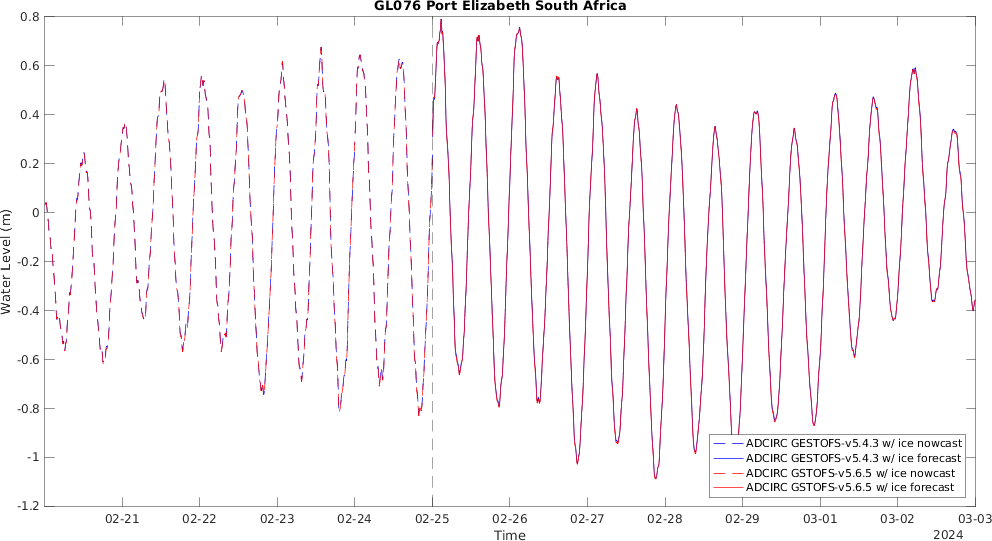 GL076 Port Elizabeth South Africa
0.8
0.6
0.4
0.2
0
-0.2
-0.4
-0.6
-0.8
-1
-1.2
Water Level (m)
ADCIRC GESTOFS-v5.4.3 w/ ice nowcast
ADCIRC GESTOFS-v5.4.3 w/ ice forecast
ADCIRC GSTOFS-v5.6.5 w/ ice nowcast
ADCIRC GSTOFS-v5.6.5 w/ ice forecast
02-21 02-22 02-23 02-24 02-25 02-26 02-27 02-28 02-29 03-01 03-02 03-03
Time
2024